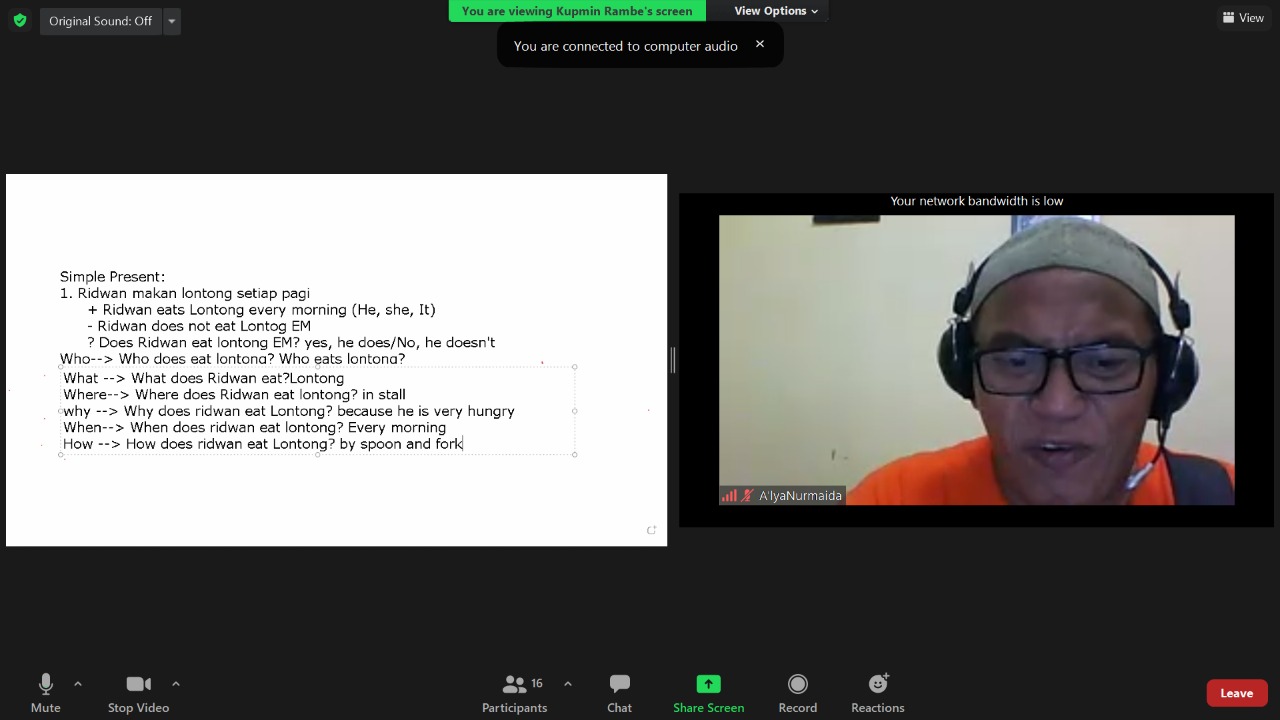 Original Sound: Off
You are viewing Kupmin Rambe's screen
View Options
View
You are connected to computer audio
Simple Present:
1. Ridwan makan lontong setiap pagi
+ Ridwan eats Lontong every morning (He, she, It)
- Ridwan does not eat Lontog EM
? Does Ridwan eat lontong EM? yes, he does/No, he doesn't
Who--> Who does eat lontong? Who eats lontong?
What --> What does Ridwan eat?Lontong
Where--> Where does Ridwan eat lontong? in stall
why --> Why does ridwan eat Lontong? because he is very hungry
When--> When does ridwan eat lontong? Every morning
How --> How does ridwan eat Lontong? by spoon and fork
Your network bandwidth is low
A'lyaNurmaida
Mute
Stop Video
16
Participants
Chat
Share Screen
Record
Reactions
Leave